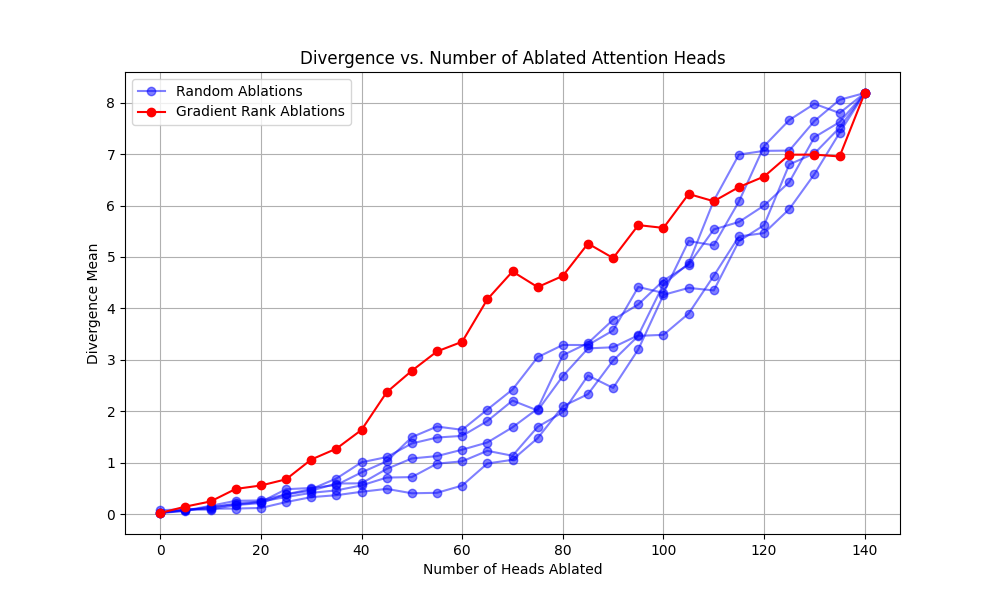 Divergence vs. Number of Ablated Attention Heads
Random Ablations
Gradient Rank Ablations
Divergence Mean
8
7
6
5
4
3
2
1
0
0 20 40 60 80 100 120 140
Number of Heads Ablated